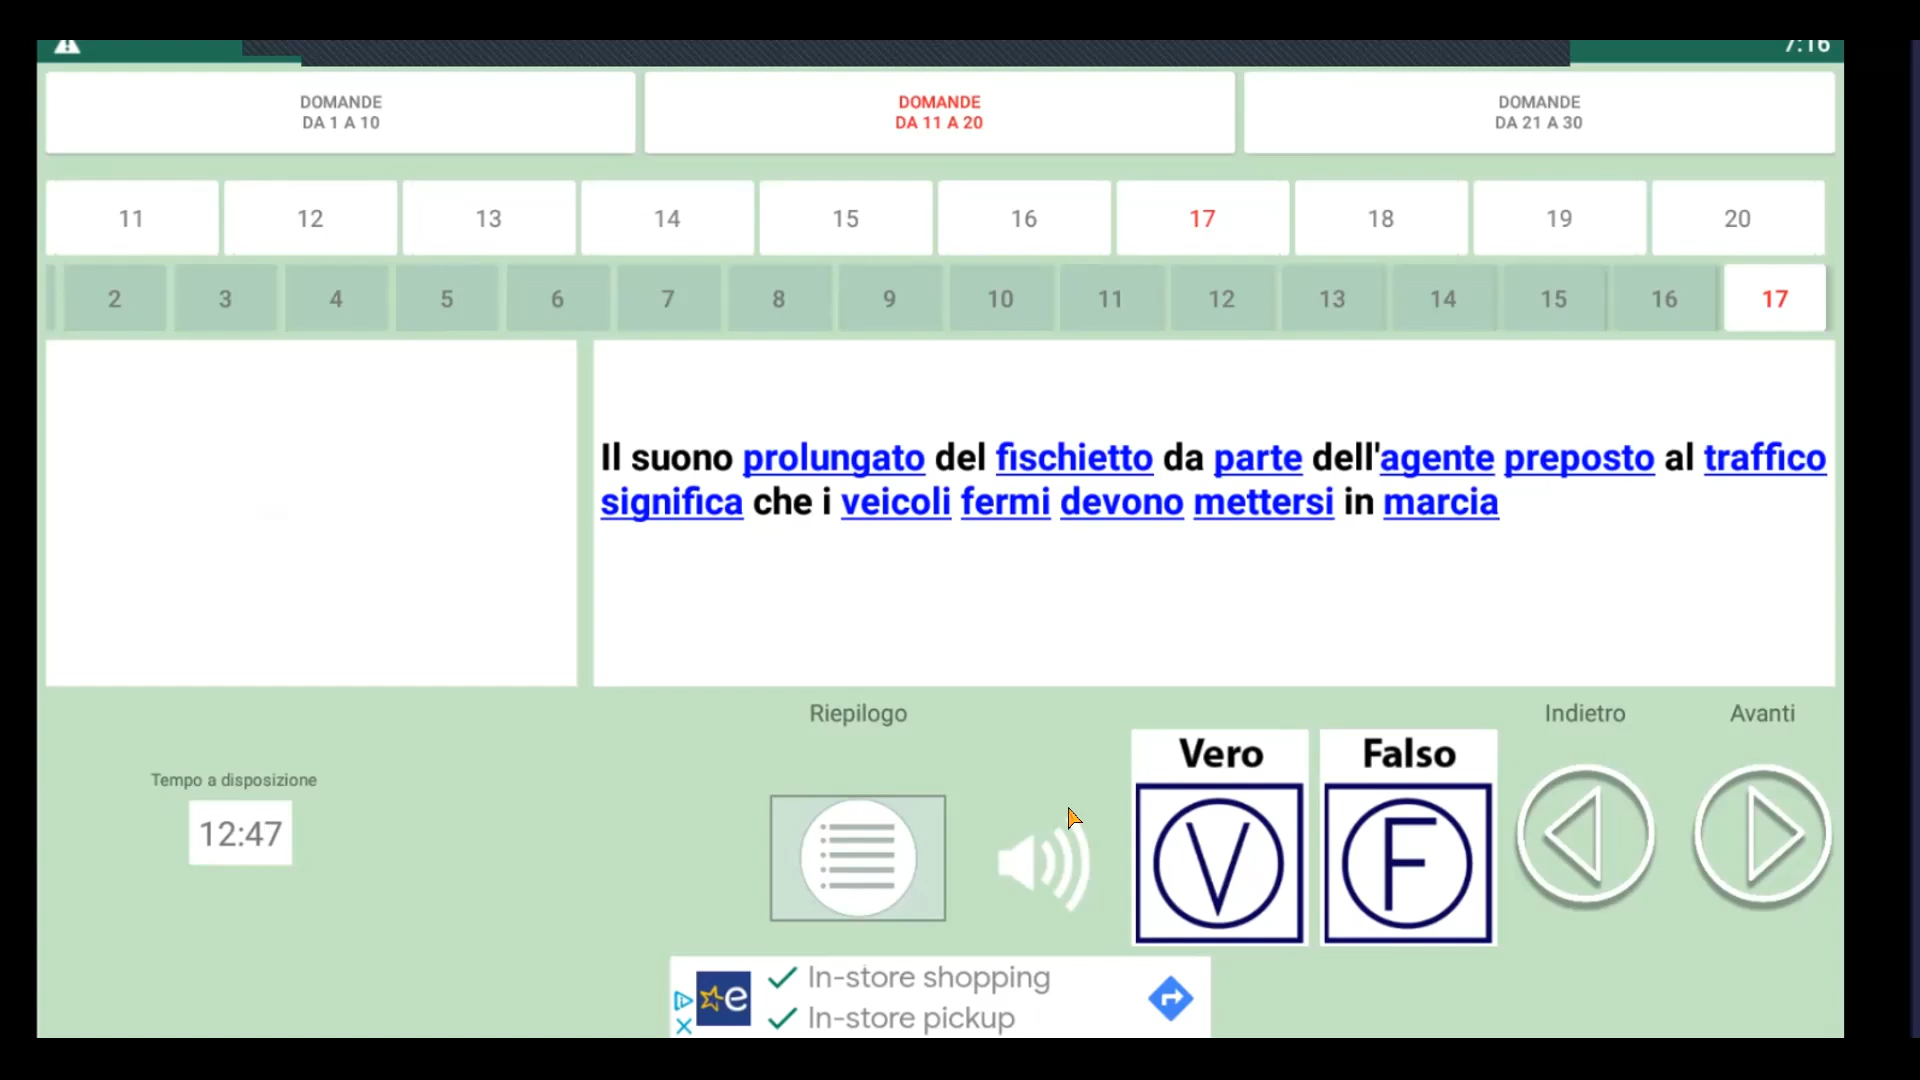 7:16
DOMANDE
DA 1 A 10
DOMANDE
DA 11 A 20
DOMANDE
DA 21 A 30
11 12 13 14 15 16 17 18 19 20
2 3 4 5 6 7 8 9 10 11 12 13 14 15 16 17
Il suono prolungato del fischietto da parte dell'agente preposto al traffico
significa che i veicoli fermi devono mettersi in marcia
Riepilogo
Indietro
Avanti
Vero
Falso
Tempo a disposizione
12:47
V
F
e
In-store shopping
In-store pickup